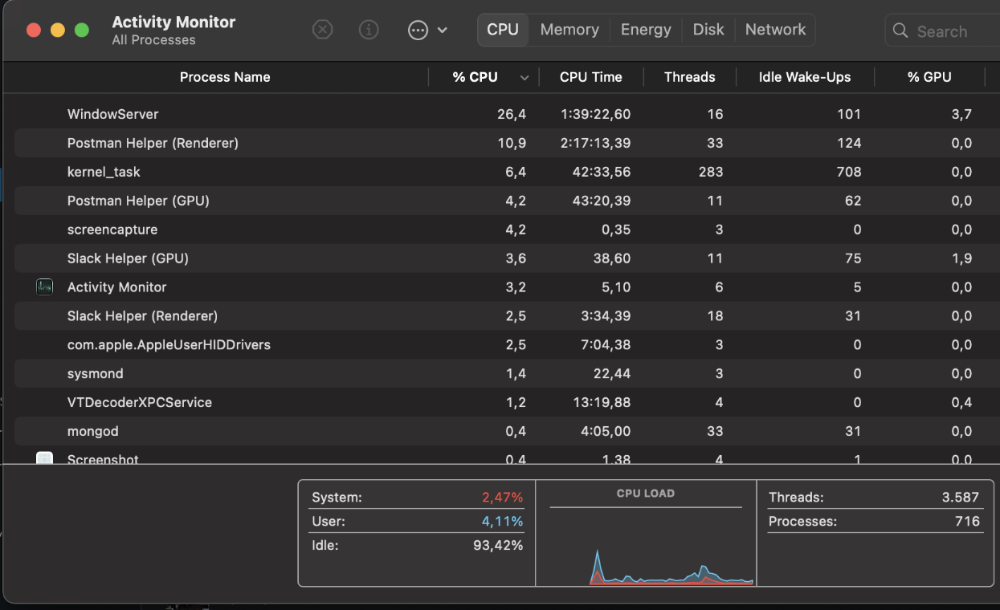 Activity Monitor
All Processes
CPU Memory Energy Disk Network
Search
Process Name % CPU CPU Time Threads Idle Wake-Ups % GPU
WindowServer 26,4 1:39:22,60 16 101 3,7
Postman Helper (Renderer) 10,9 2:17:13,39 33 124 0,0
kernel_task 6,4 42:33,56 283 708 0,0
Postman Helper (GPU) 4,2 43:20,39 11 62 0,0
screencapture 4,2 0,35 3 0 0,0
Slack Helper (GPU) 3,6 38,60 11 75 1,9
Activity Monitor 3,2 5,10 6 5 0,0
Slack Helper (Renderer) 2,5 3:34,39 18 31 0,0
com.apple.AppleUserHIDDrivers 2,5 7:04,38 3 0 0,0
sysmond 1,4 22,44 3 0 0,0
VTDecoderXPCService 1,2 13:19,88 4 0 0,4
mongod 0,4 4:05,00 33 31 0,0
Screenshot 0,4 1,38 4 1 0,0
System: 2,47%
User: 4,11%
Idle: 93,42%
CPU LOAD
Threads: 3.587
Processes: 716